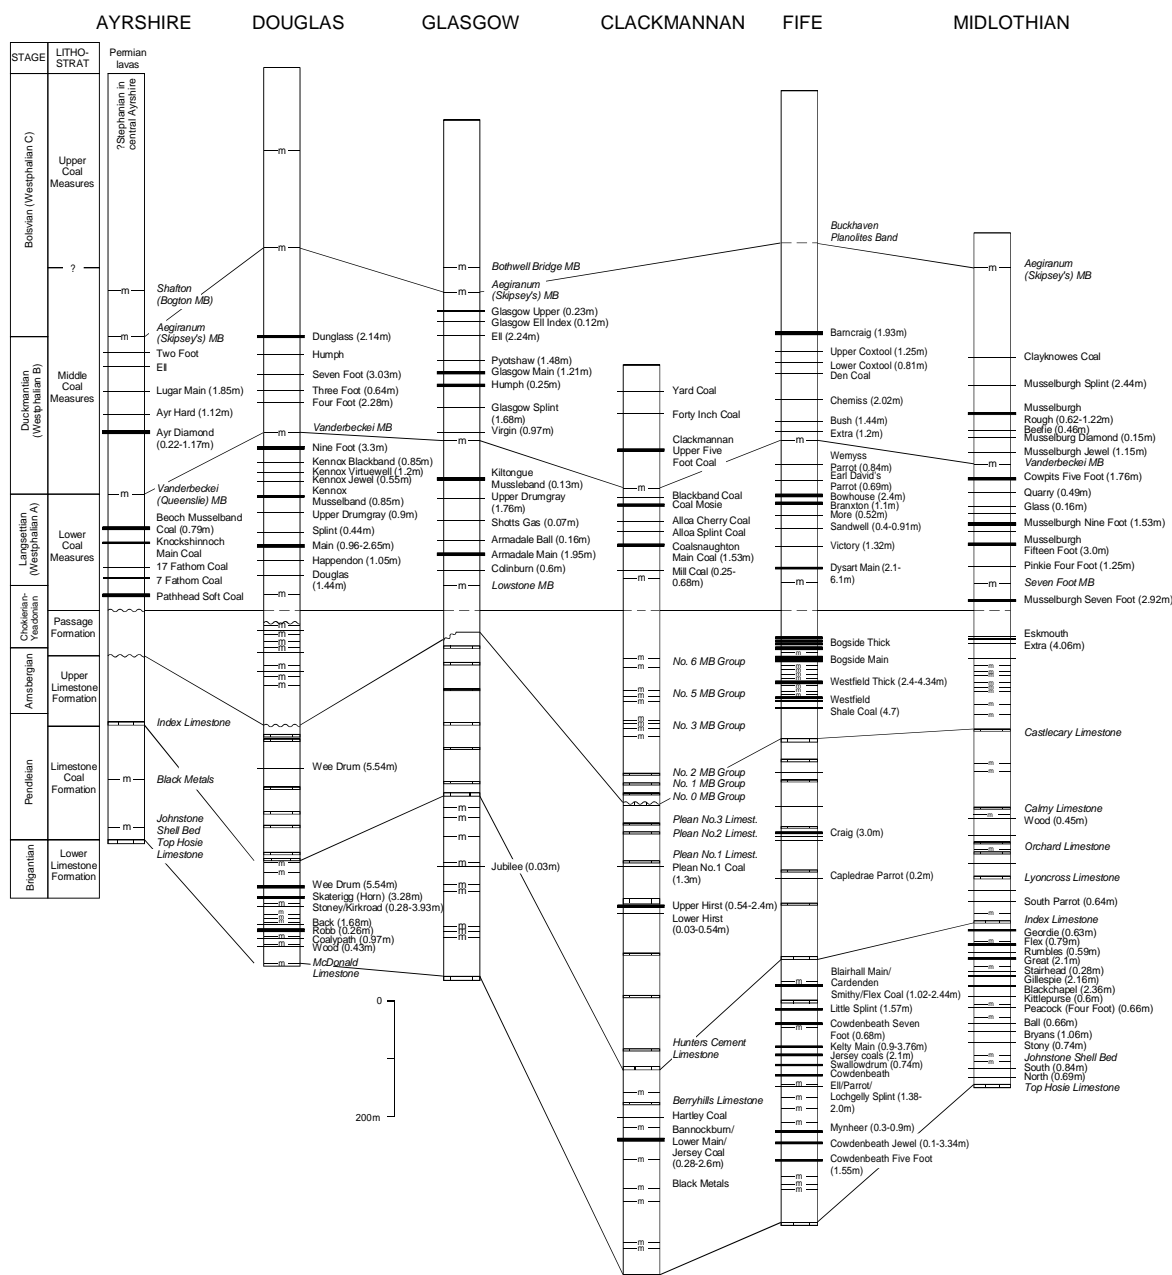 AYRSHIRE
DOUGLAS
GLASGOW
CLACKMANNAN
FIFE
MIDLOTHIAN
STAGE
LITHO-
STRAT
Bolsvian (Westphalian C)
Duckmantian
(Westphalian B)
Langsettian
(Westphalian A)
Chokierian-
Yeadonian
Arnsbergian
Pendleian
Brigantian
Upper
Coal
Measures
?
Middle
Coal
Measures
Lower
Coal
Measures
Passage
Formation
Upper
Limestone
Formation
Limestone
Coal
Formation
Lower
Limestone
Formation
Permian
lavas
?Stephanian in
central Ayrshire
Shafton
(Bogton MB)
Aegiranum
(Skipsey's) MB
Two Foot
Ell
Lugar Main (1.85m)
Ayr Hard (1.12m)
Ayr Diamond
(0.22-1.17m)
Vanderbeckei
(Queenslie) MB
Beoch Musselband
Coal (0.79m)
Knockshinnoch
Main Coal
17 Fathom Coal
7 Fathom Coal
Pathhead Soft Coal
Index Limestone
Black Metals
Johnstone
Shell Bed
Top Hosie
Limestone
Dunglass (2.14m)
Humph
Seven Foot (3.03m)
Three Foot (0.64m)
Four Foot (2.28m)
Vanderbeckei MB
Nine Foot (3.3m)
Kennox Blackband (0.85m)
Kennox Virtuewell (1.2m)
Kennox Jewel (0.55m)
Kennox
Musselband (0.85m)
Upper Drumgray (0.9m)
Splint (0.44m)
Main (0.96-2.65m)
Happendon (1.05m)
Douglas
(1.44m)
Wee Drum (5.54m)
Wee Drum (5.54m)
Skaterigg (Horn) (3.28m)
Stoney/Kirkroad (0.28-3.93m)
Back (1.68m)
Robb (0.26m)
Coalypath (0.97m)
Wood (0.43m)
McDonald
Limestone
0
200m
Bothwell Bridge MB
Aegiranum
(Skipsey's) MB
Glasgow Upper (0.23m)
Glasgow Ell Index (0.12m)
Ell (2.24m)
Pyotshaw (1.48m)
Glasgow Main (1.21m)
Humph (0.25m)
Glasgow Splint
(1.68m)
Virgin (0.97m)
Kiltongue
Mussleband (0.13m)
Upper Drumgray
(1.76m)
Shotts Gas (0.07m)
Armadale Ball (0.16m)
Armadale Main (1.95m)
Colinburn (0.6m)
Lowstone MB
Jubilee (0.03m)
Yard Coal
Forty Inch Coal
Clackmannan
Upper Five
Foot Coal
Blackband Coal
Coal Mosie
Alloa Cherry Coal
Alloa Splint Coal
Coalsnaughton
Main Coal (1.53m)
Mill Coal (0.25-
0.68m)
No. 6 MB Group
No. 5 MB Group
No. 3 MB Group
No. 2 MB Group
No. 1 MB Group
No. 0 MB Group
Plean No.3 Limest.
Plean No.2 Limest.
Plean No.1 Limest.
Plean No.1 Coal
(1.3m)
Upper Hirst (0.54-2.4m)
Lower Hirst
(0.03-0.54m)
Hunters Cement
Limestone
Berryhills Limestone
Hartley Coal
Bannockburn/
Lower Main/
Jersey Coal
(0.28-2.6m)
Black Metals
Buckhaven
Planolites Band
Barncraig (1.93m)
Upper Coxtool (1.25m)
Lower Coxtool (0.81m)
Den Coal
Chemiss (2.02m)
Bush (1.44m)
Extra (1.2m)
Wemyss
Parrot (0.84m)
Earl David's
Parrot (0.69m)
Bowhouse (2.4m)
Branxton (1.1m)
More (0.52m)
Sandwell (0.4-0.91m)
Victory (1.32m)
Dysart Main (2.1-
6.1m)
Bogside Thick
Bogside Main
Westfield Thick (2.4-4.34m)
Westfield
Shale Coal (4.7)
Craig (3.0m)
Capledrae Parrot (0.2m)
Blairhall Main/
Cardenden
Smithy/Flex Coal (1.02-2.44m)
Little Splint (1.57m)
Cowdenbeath Seven
Foot (0.68m)
Kelty Main (0.9-3.76m)
Jersey coals (2.1m)
Swallowdrum (0.74m)
Cowdenbeath
Ell/Parrot/
Lochgelly Splint (1.38-
2.0m)
Mynheer (0.3-0.9m)
Cowdenbeath Jewel (0.1-3.34m)
Cowdenbeath Five Foot
(1.55m)
Aegiranum
(Skipsey's) MB
Clayknowes Coal
Musselburgh Splint (2.44m)
Musselburgh
Rough (0.62-1.22m)
Beefie (0.46m)
Musselburg Diamond (0.15m)
Musselburgh Jewel (1.15m)
Vanderbeckei MB
Cowpits Five Foot (1.76m)
Quarry (0.49m)
Glass (0.16m)
Musselburgh Nine Foot (1.53m)
Musselburgh
Fifteen Foot (3.0m)
Pinkie Four Foot (1.25m)
Seven Foot MB
Musselburgh Seven Foot (2.92m)
Eskmouth
Extra (4.06m)
Castlecary Limestone
Calmy Limestone
Wood (0.45m)
Orchard Limestone
Lyoncross Limestone
South Parrot (0.64m)
Index Limestone
Geordie (0.63m)
Flex (0.79m)
Rumbles (0.59m)
Great (2.1m)
Stairhead (0.28m)
Gillespie (2.16m)
Blackchapel (2.36m)
Kittlepurse (0.6m)
Peacock (Four Foot) (0.66m)
Ball (0.66m)
Bryans (1.06m)
Stony (0.74m)
Johnstone Shell Bed
South (0.84m)
North (0.69m)
Top Hosie Limestone